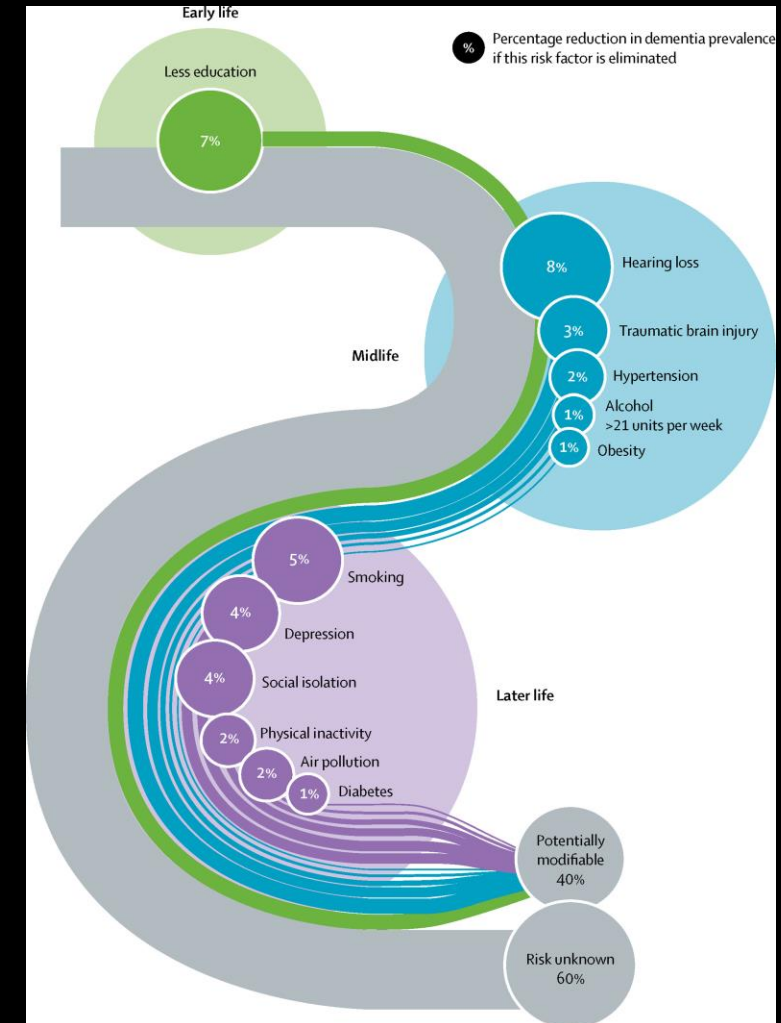 Early life
%
Percentage reduction in dementia prevalence
if this risk factor is eliminated
Less education
7%
8%
Hearing loss
3%
Traumatic brain injury
Midlife
2%
Hypertension
1%
Alcohol
>21 units per week
1%
Obesity
5%
Smoking
4%
Depression
4%
Social isolation
Later life
2%
Physical inactivity
2%
Air pollution
1%
Diabetes
Potentially
modifiable
40%
Risk unknown
60%